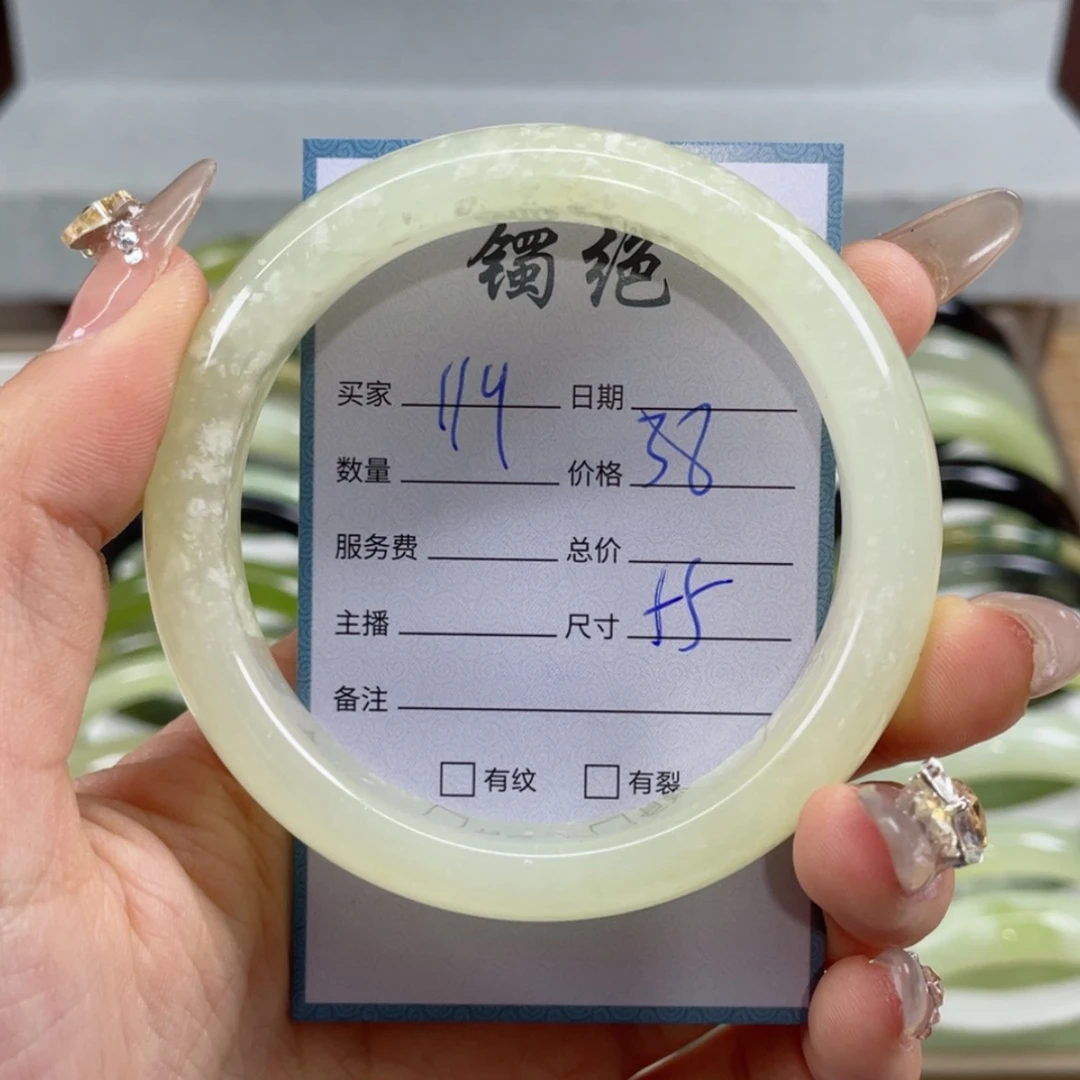 镯绝
买家 114 日期
数量 价格 38
服务费 总价
主播 尺寸 55
备注
有纹 有裂